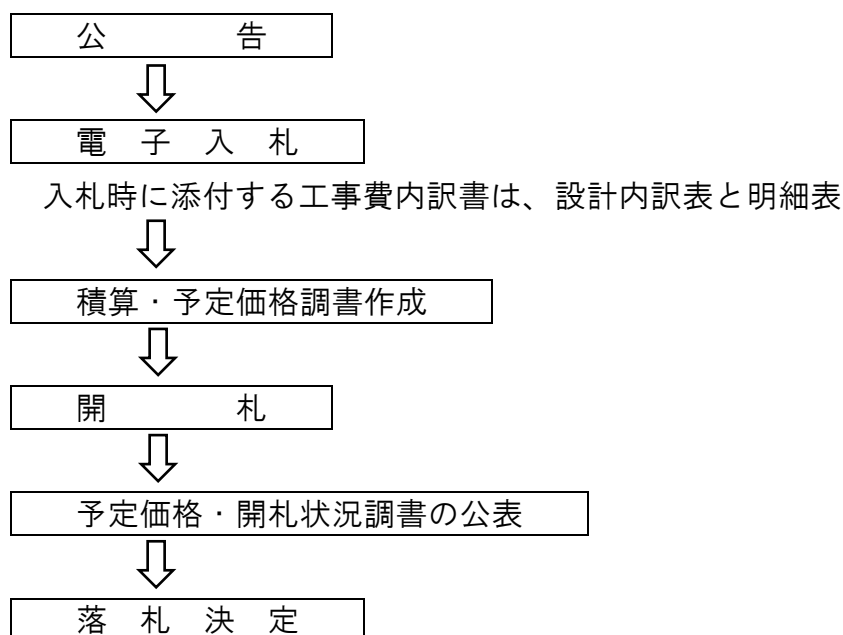 公　　　　告
電　子　入　札
入札時に添付する工事費内訳書は、設計内訳表と明細表
積算・予定価格調書作成
開　　　　札
予定価格・開札状況調書の公表
落　札　決　定